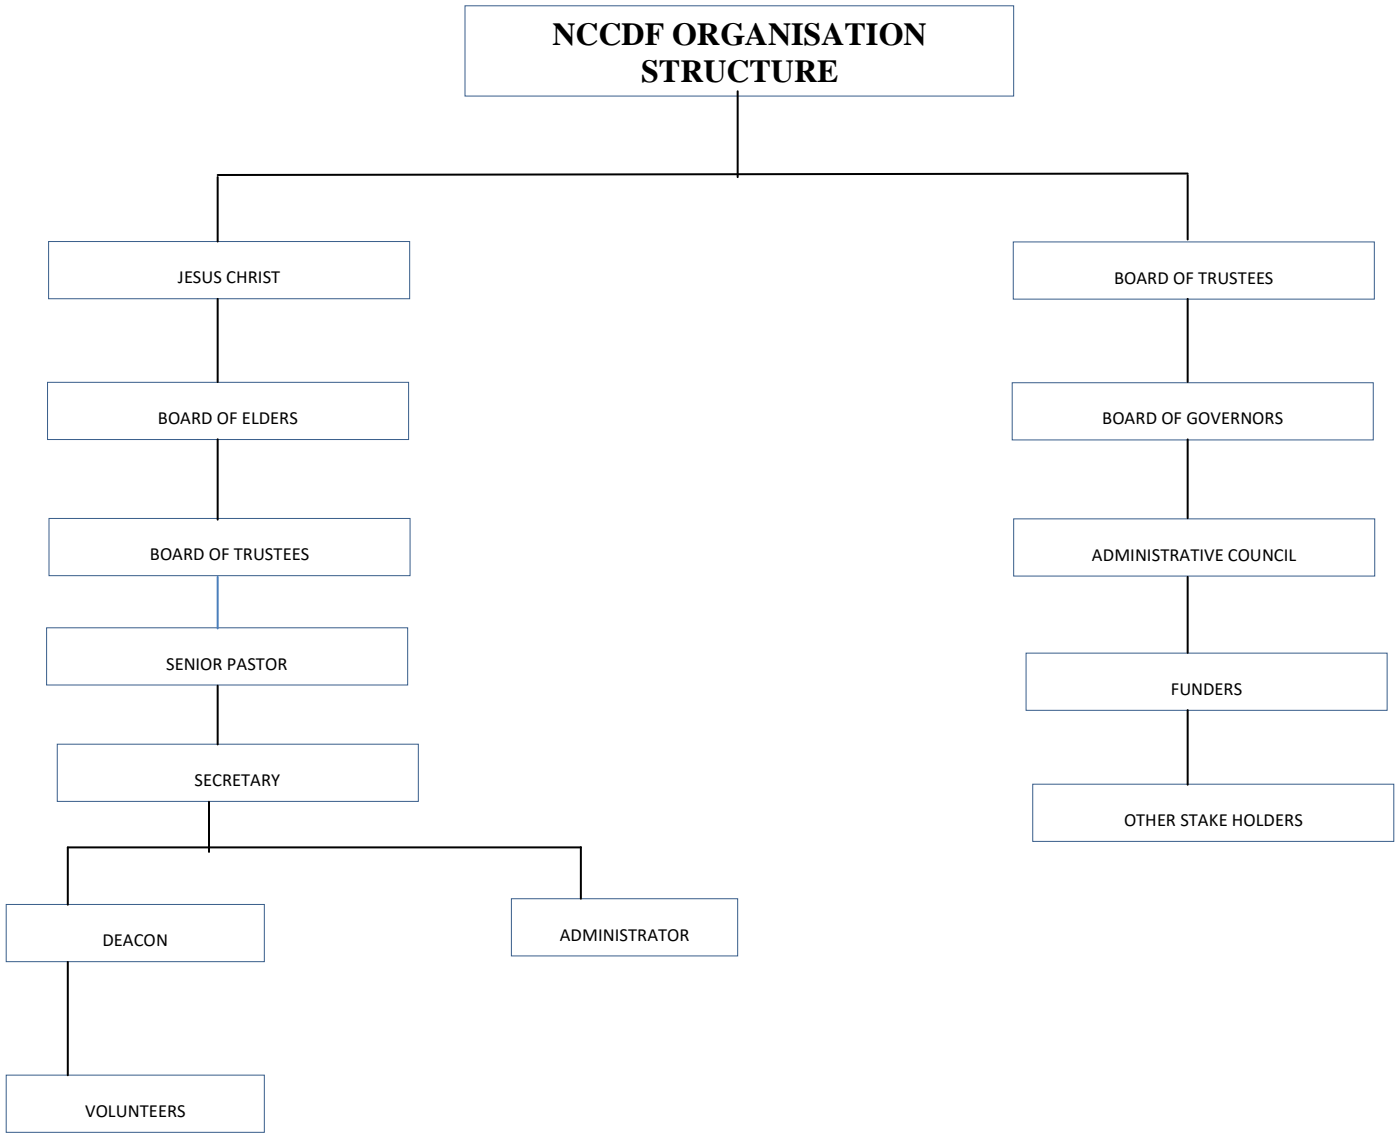 NCCDF ORGANISATION
STRUCTURE
JESUS CHRIST
BOARD OF TRUSTEES
BOARD OF ELDERS
BOARD OF GOVERNORS
BOARD OF TRUSTEES
ADMINISTRATIVE COUNCIL
SENIOR PASTOR
FUNDERS
SECRETARY
OTHER STAKE HOLDERS
DEACON
ADMINISTRATOR
VOLUNTEERS